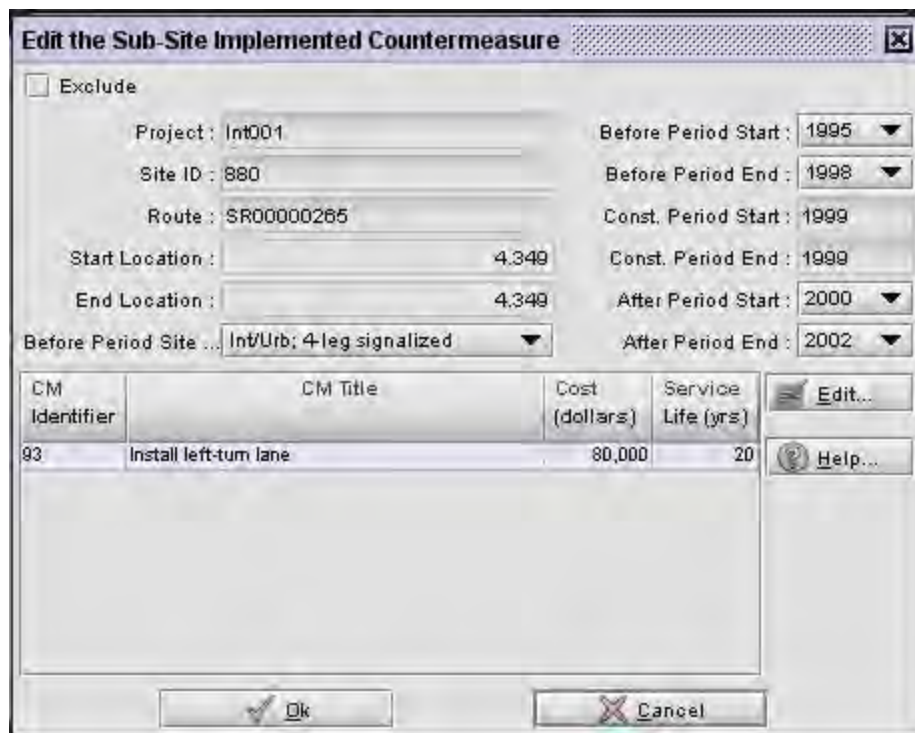 Edit the Sub-Site Implemented Countermeasure
Exclude
Project : Int001
Before Period Start : 1995
Site ID : 880
Before Period End : 1998
Route : SR00000265
Const. Period Start : 1999
Start Location : 4.349
Const. Period End : 1999
End Location : 4.349
After Period Start : 2000
Before Period Site ... Int/Urb; 4-leg signalized
After Period End : 2002
CM Identifier
CM Title
Cost (dollars)
Service Life (yrs)
Edit...
93 Install left-turn lane 80,000 20
Help...
Ok
Cancel